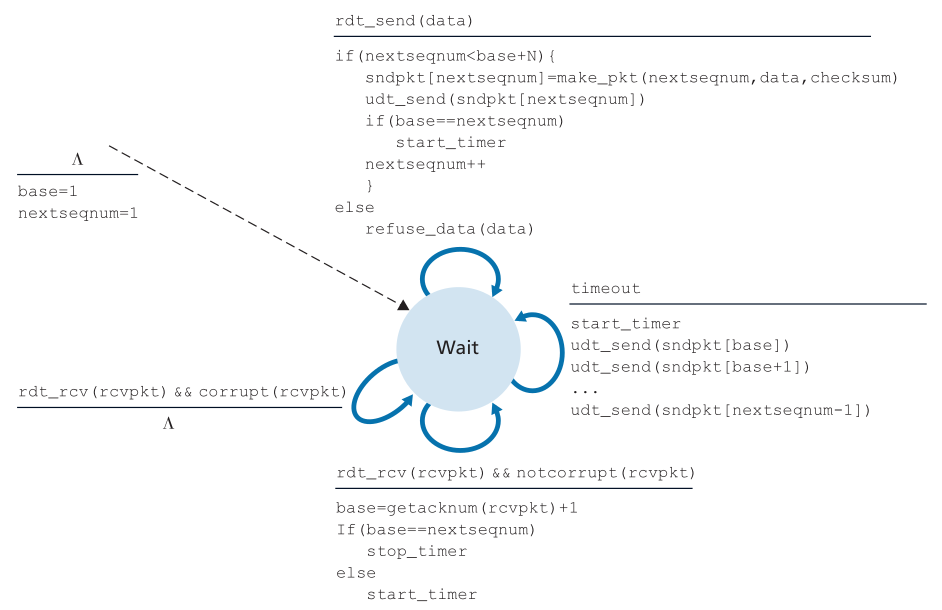 rdt_send(data)
if(nextseqnum<base+N){
sndpkt[nextseqnum]=make_pkt(nextseqnum,data,checksum)
udt_send(sndpkt[nextseqnum])
if(base==nextseqnum)
start_timer
nextseqnum++
}
else
refuse_data(data)
Λ
base=1
nextseqnum=1
Wait
timeout
start_timer
udt_send(sndpkt[base])
udt_send(sndpkt[base+1])
...
udt_send(sndpkt[nextseqnum-1])
rdt_rcv(rcvpkt) && corrupt(rcvpkt)
Λ
rdt_rcv(rcvpkt) && notcorrupt(rcvpkt)
base=getacknum(rcvpkt)+1
If(base==nextseqnum)
stop_timer
else
start_timer